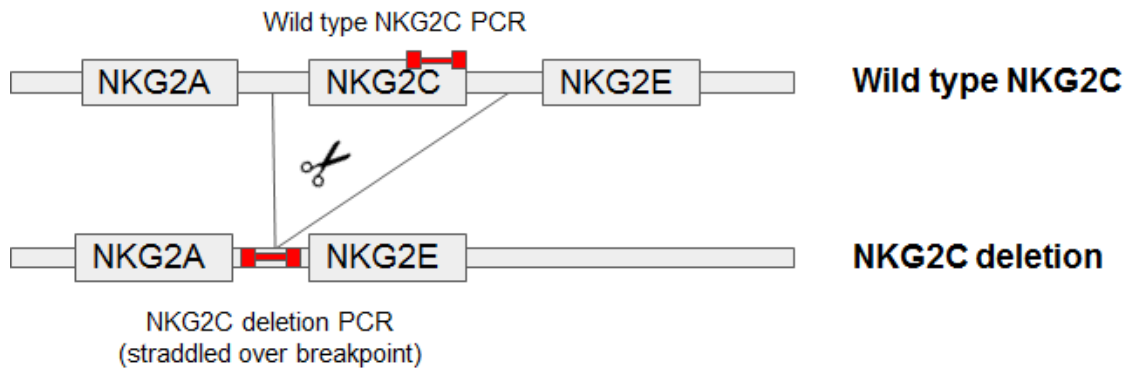 Wild type NKG2C PCR
NKG2A NKG2C NKG2E Wild type NKG2C
NKG2A NKG2E NKG2C deletion
NKG2C deletion PCR
(straddled over breakpoint)